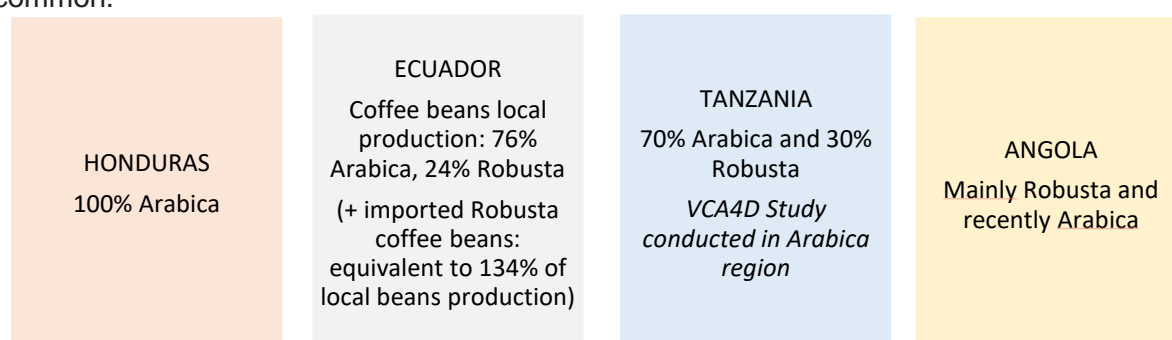 common.
HONDURAS
100% Arabica
ECUADOR
Coffee beans local
production: 76%
Arabica, 24% Robusta
(+ imported Robusta
coffee beans:
equivalent to 134% of
local beans production)
TANZANIA
70% Arabica and 30%
Robusta
VCA4D Study
conducted in Arabica
region
ANGOLA
Mainly Robusta and
recently Arabica